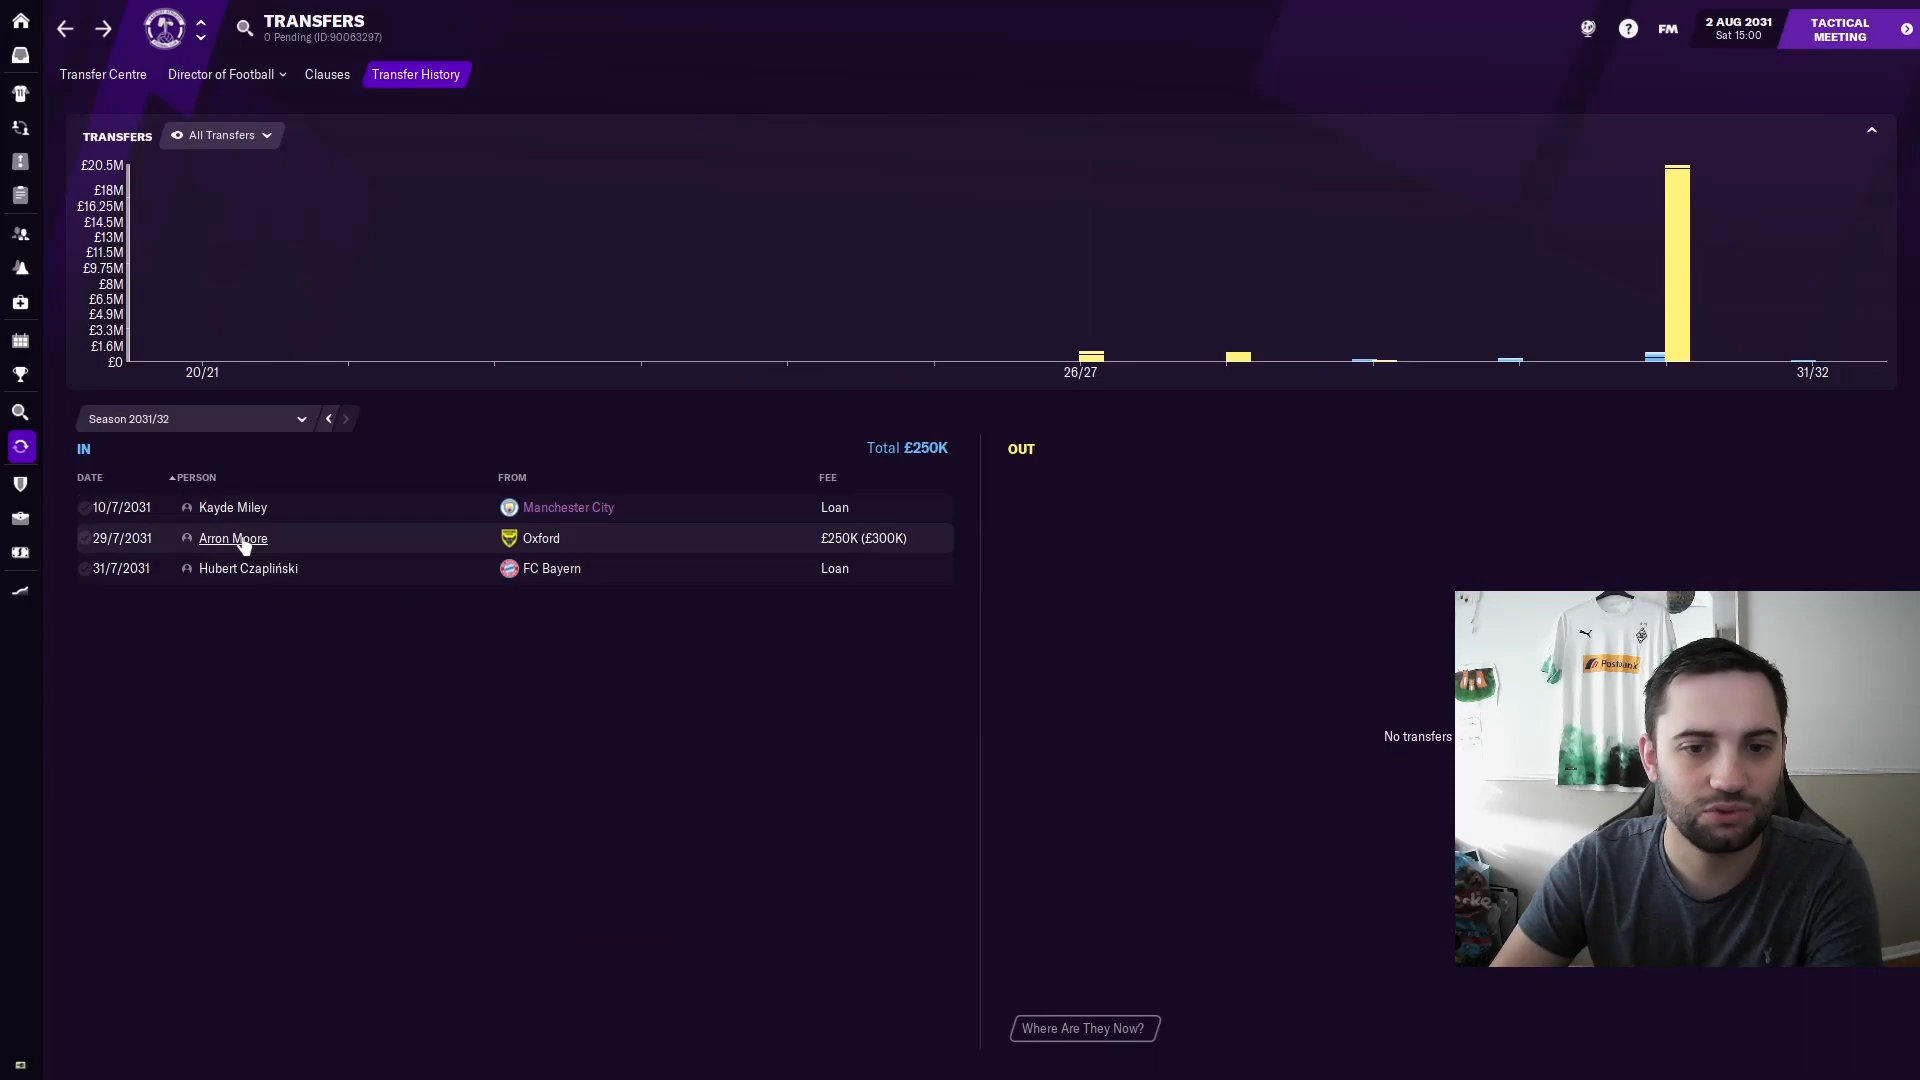 TRANSFERS
0 Pending (ID:90063297)
FM
2 AUG 2031
Sat 15:00
TACTICAL
MEETING
Transfer Centre
Director of Football
Clauses
Transfer History
TRANSFERS
All Transfers
£20.5M
£18M
£16.25M
£14.5M
£13M
£11.5M
£9.75M
£8M
£6.5M
£4.9M
£3.3M
£1.6M
£0
20/21
26/27
31/32
Season 2031/32
IN
Total £250K
OUT
DATE
PERSON
FROM
FEE
10/7/2031
Kayde Miley
Manchester City
Loan
29/7/2031
Arron Moore
Oxford
£250K (£300K)
31/7/2031
Hubert Czapliński
FC Bayern
Loan
No transfers
Postbank
Where Are They Now?